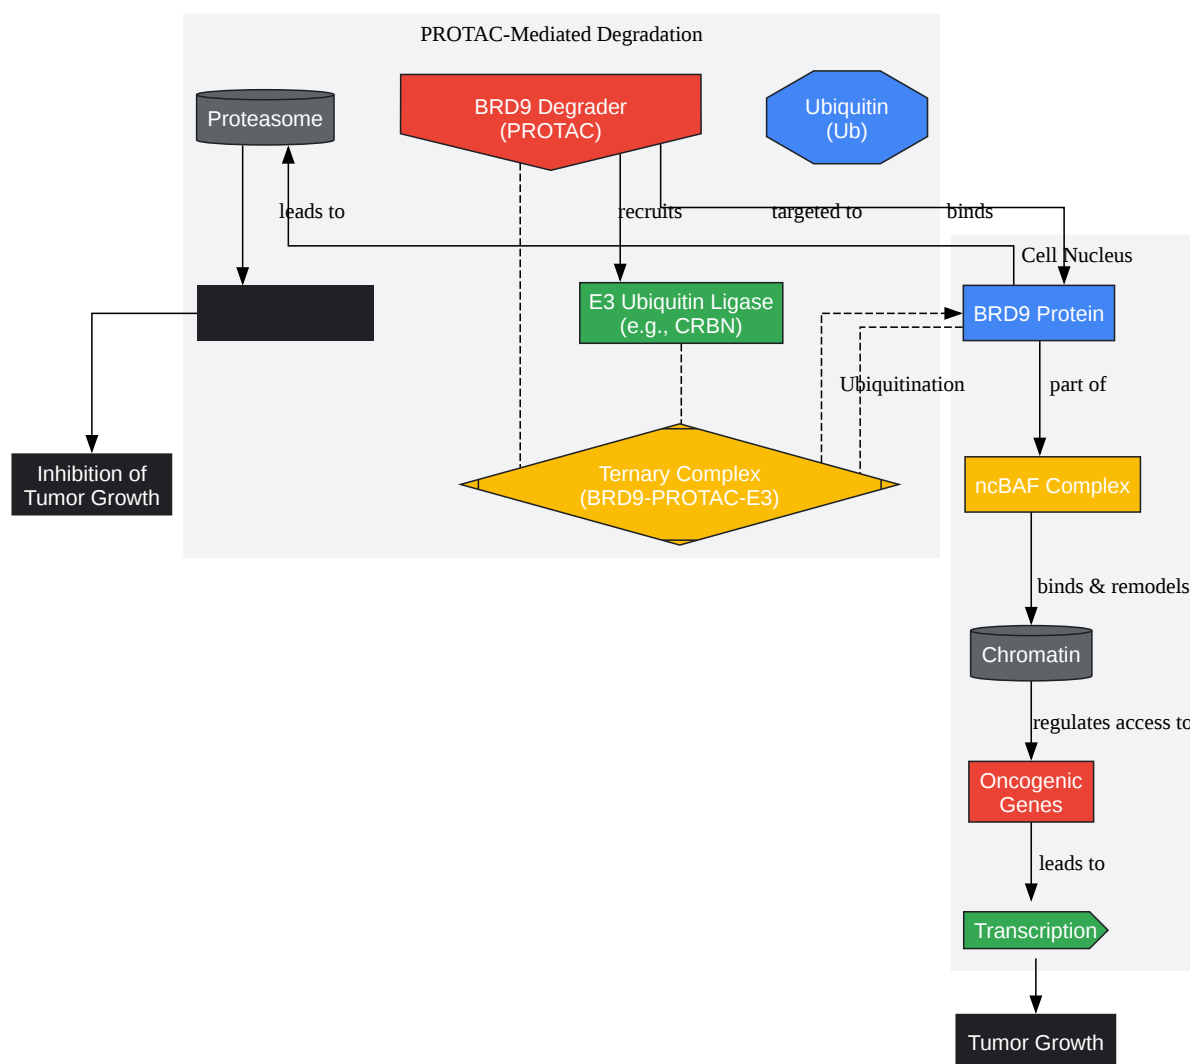 PROTAC-Mediated Degradation
Proteasome
BRD9 Degrader
(PROTAC)
Ubiquitin
(Ub)
leads to
recruits
targeted to
binds
Cell Nucleus
E3 Ubiquitin Ligase
(e.g., CRBN)
BRD9 Protein
Ubiquitination
part of
Inhibition of
Tumor Growth
Ternary Complex
(BRD9-PROTAC-E3)
ncBAF Complex
binds & remodels
Chromatin
regulates access to
Oncogenic
Genes
leads to
Transcription
Tumor Growth